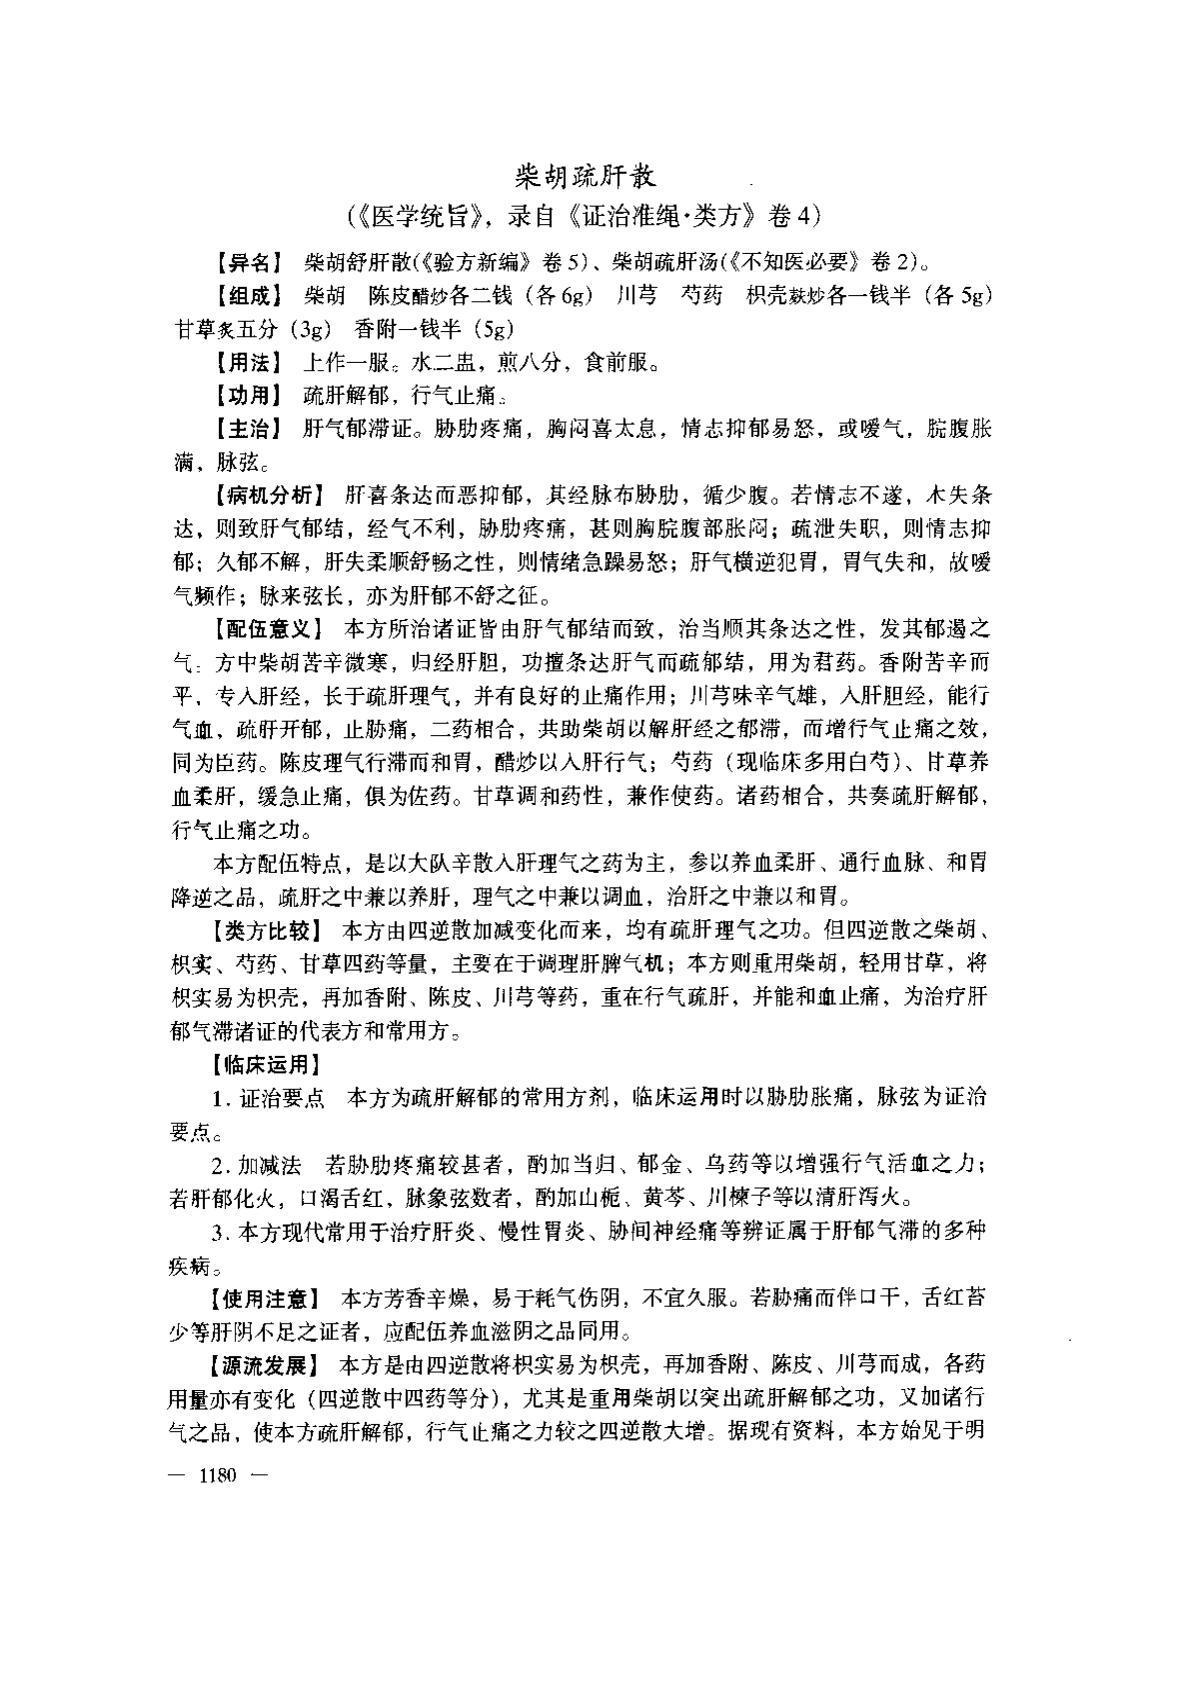 柴胡疏肝散
(《医学统旨》，录自《证治准绳·类方》卷4)
【异名】 柴胡舒肝散(《验方新编》卷5)、柴胡疏肝汤(《不知医必要》卷2)。
【组成】 柴胡 陈皮醋炒各二钱（各6g） 川芎 芍药 枳壳麸炒各一钱半（各5g）
甘草炙五分（3g） 香附一钱半（5g）
【用法】 上作一服。水二盅，煎八分，食前服。
【功用】 疏肝解郁，行气止痛。
【主治】 肝气郁滞证。胁肋疼痛，胸闷喜太息，情志抑郁易怒，或嗳气，脘腹胀
满，脉弦。
【病机分析】 肝喜条达而恶抑郁，其经脉布胁肋，循少腹。若情志不遂，木失条
达，则致肝气郁结，经气不利，胁肋疼痛，甚则胸脘腹部胀闷；疏泄失职，则情志抑
郁；久郁不解，肝失柔顺舒畅之性，则情绪急躁易怒；肝气横逆犯胃，胃气失和，故嗳
气频作；脉来弦长，亦为肝郁不舒之征。
【配伍意义】 本方所治诸证皆由肝气郁结而致，治当顺其条达之性，发其郁遏之
气。方中柴胡苦辛微寒，归经肝胆，功擅条达肝气而疏郁结，用为君药。香附苦辛而
平，专入肝经，长于疏肝理气，并有良好的止痛作用；川芎味辛气雄，入肝胆经，能行
气血，疏肝开郁，止胁痛，二药相合，共助柴胡以解肝经之郁滞，而增行气止痛之效，
同为臣药。陈皮理气行滞而和胃，醋炒以入肝行气；芍药（现临床多用白芍）、甘草养
血柔肝，缓急止痛，俱为佐药。甘草调和药性，兼作使药。诸药相合，共奏疏肝解郁，
行气止痛之功。
本方配伍特点，是以大队辛散入肝理气之药为主，参以养血柔肝、通行血脉、和胃
降逆之品，疏肝之中兼以养肝，理气之中兼以调血，治肝之中兼以和胃。
【类方比较】 本方由四逆散加减变化而来，均有疏肝理气之功。但四逆散之柴胡、
枳实、芍药、甘草四药等量，主要在于调理肝脾气机；本方则重用柴胡，轻用甘草，将
枳实易为枳壳，再加香附、陈皮、川芎等药，重在行气疏肝，并能和血止痛，为治疗肝
郁气滞诸证的代表方和常用方。
【临床运用】
1. 证治要点 本方为疏肝解郁的常用方剂，临床运用时以胁肋胀痛，脉弦为证治
要点。
2. 加减法 若胁肋疼痛较甚者，酌加当归、郁金、乌药等以增强行气活血之力；
若肝郁化火，口渴舌红，脉象弦数者，酌加山栀、黄芩、川楝子等以清肝泻火。
3. 本方现代常用于治疗肝炎、慢性胃炎、胁间神经痛等辨证属于肝郁气滞的多种
疾病。
【使用注意】 本方芳香辛燥，易于耗气伤阴，不宜久服。若胁痛而伴口干，舌红苔
少等肝阴不足之证者，应配伍养血滋阴之品同用。
【源流发展】 本方是由四逆散将枳实易为枳壳，再加香附、陈皮、川芎而成，各药
用量亦有变化（四逆散中四药等分），尤其是重用柴胡以突出疏肝解郁之功，又加诸行
气之品，使本方疏肝解郁，行气止痛之力较之四逆散大增。据现有资料，本方始见于明
— 1180 —